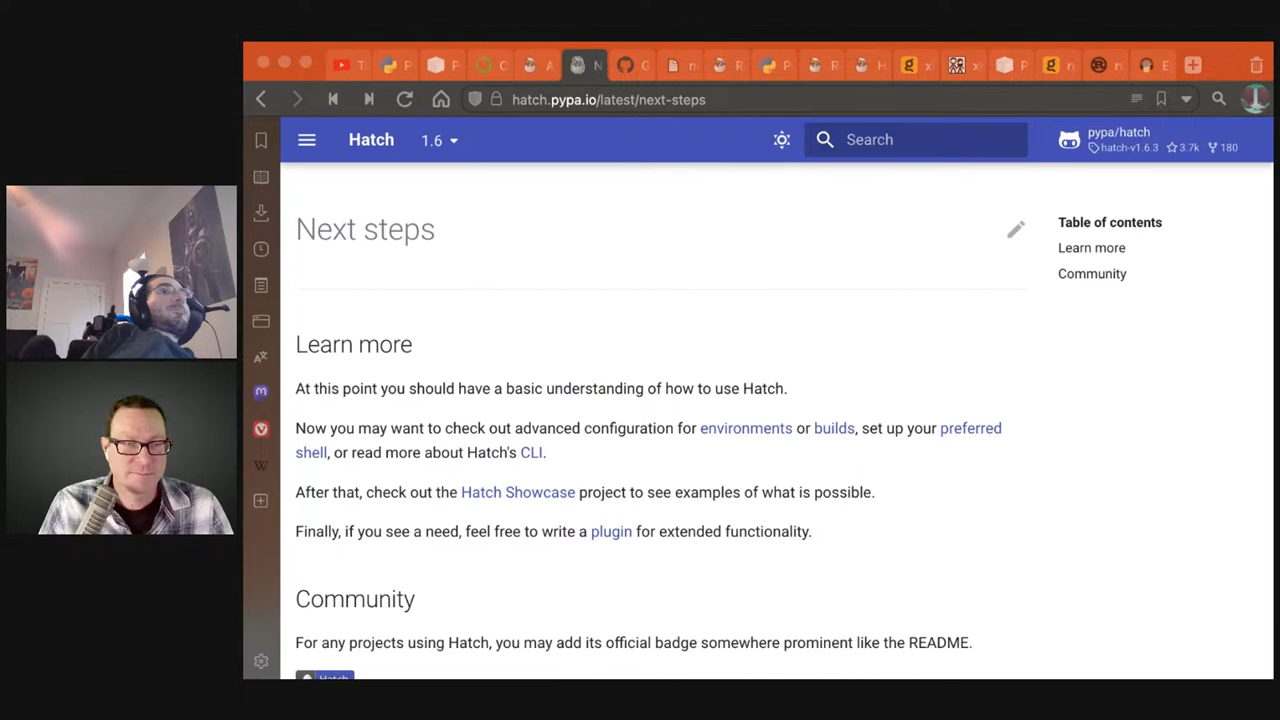 hatch.pypa.io/latest/next-steps
Hatch
1.6
Search
pypa/hatch
hatch-v1.6.3 3.7k 180
Next steps
Table of contents
Learn more
Community
Learn more
At this point you should have a basic understanding of how to use Hatch.
Now you may want to check out advanced configuration for environments or builds, set up your preferred
shell, or read more about Hatch's CLI.
After that, check out the Hatch Showcase project to see examples of what is possible.
Finally, if you see a need, feel free to write a plugin for extended functionality.
Community
For any projects using Hatch, you may add its official badge somewhere prominent like the README.
Hatch